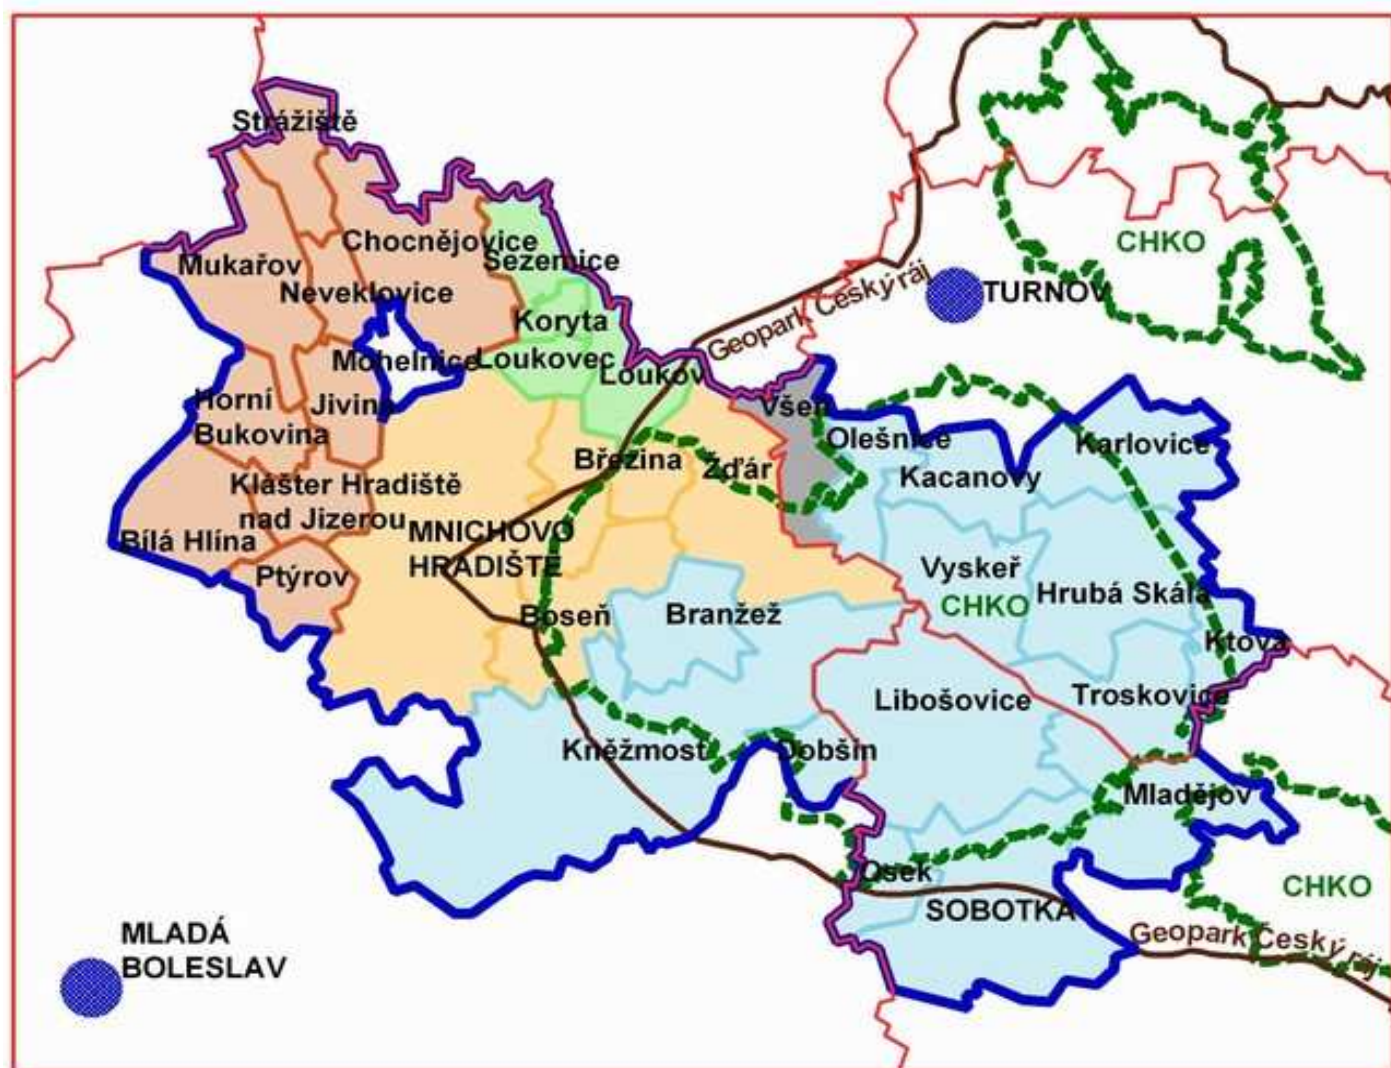 Strážiště
Chocnějovice
Sezemice
CHKO
Mukařov
Neveklovice
TURNOV
Geopark Český ráj
Koryta
Mohelnice
Loukovec
Loukov
Horní
Bukovina
Jivina
Všeň
Olešnice
Karlovice
Březina
Žďár
Kacanovy
Klášter Hradiště
nad Jizerou
MNICHOVO
HRADIŠTĚ
Bílá Hlína
Ptýrov
Vyskeř
CHKO
Hrubá Skála
Boseň
Branžež
Ktová
Libošovice
Troskovice
Kněžmost
Dobšín
Mladějov
Osek
CHKO
SOBOTKA
Geopark Český ráj
MLADÁ
BOLESLAV